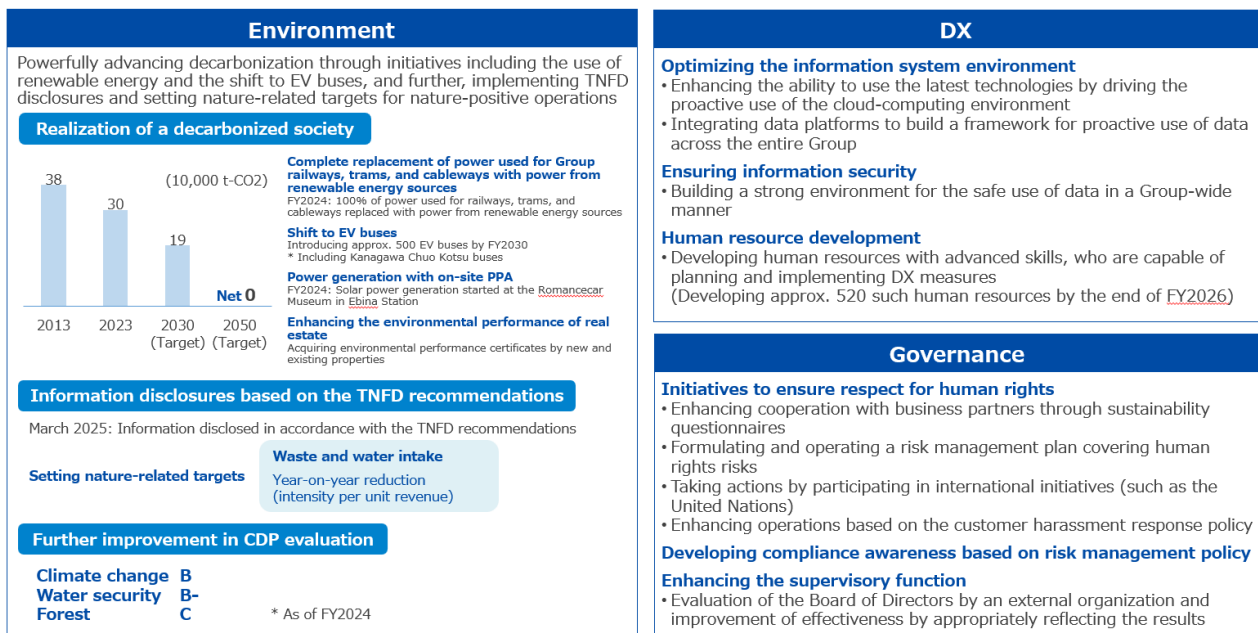 Environment
Powerfully advancing decarbonization through initiatives including the use of
renewable energy and the shift to EV buses, and further, implementing TNFD
disclosures and setting nature-related targets for nature-positive operations
Realization of a decarbonized society
(10,000 t-CO2)
38
30
19
Net 0
2013
2023
2030
(Target)
2050
(Target)
Complete replacement of power used for Group
railways, trams, and cableways with power from
renewable energy sources
FY2024: 100% of power used for railways, trams, and
cableways replaced with power from renewable energy sources
Shift to EV buses
Introducing approx. 500 EV buses by FY2030
* Including Kanagawa Chuo Kotsu buses
Power generation with on-site PPA
FY2024: Solar power generation started at the Romancecar
Museum in Ebina Station
Enhancing the environmental performance of real
estate
Acquiring environmental performance certificates by new and
existing properties
Information disclosures based on the TNFD recommendations
March 2025: Information disclosed in accordance with the TNFD recommendations
Setting nature-related targets
Waste and water intake
Year-on-year reduction
(intensity per unit revenue)
Further improvement in CDP evaluation
Climate change B
Water security B-
Forest C
* As of FY2024
DX
Optimizing the information system environment
• Enhancing the ability to use the latest technologies by driving the
proactive use of the cloud-computing environment
• Integrating data platforms to build a framework for proactive use of data
across the entire Group
Ensuring information security
• Building a strong environment for the safe use of data in a Group-wide
manner
Human resource development
• Developing human resources with advanced skills, who are capable of
planning and implementing DX measures
(Developing approx. 520 such human resources by the end of FY2026)
Governance
Initiatives to ensure respect for human rights
• Enhancing cooperation with business partners through sustainability
questionnaires
• Formulating and operating a risk management plan covering human
rights risks
• Taking actions by participating in international initiatives (such as the
United Nations)
• Enhancing operations based on the customer harassment response policy
Developing compliance awareness based on risk management policy
Enhancing the supervisory function
• Evaluation of the Board of Directors by an external organization and
improvement of effectiveness by appropriately reflecting the results